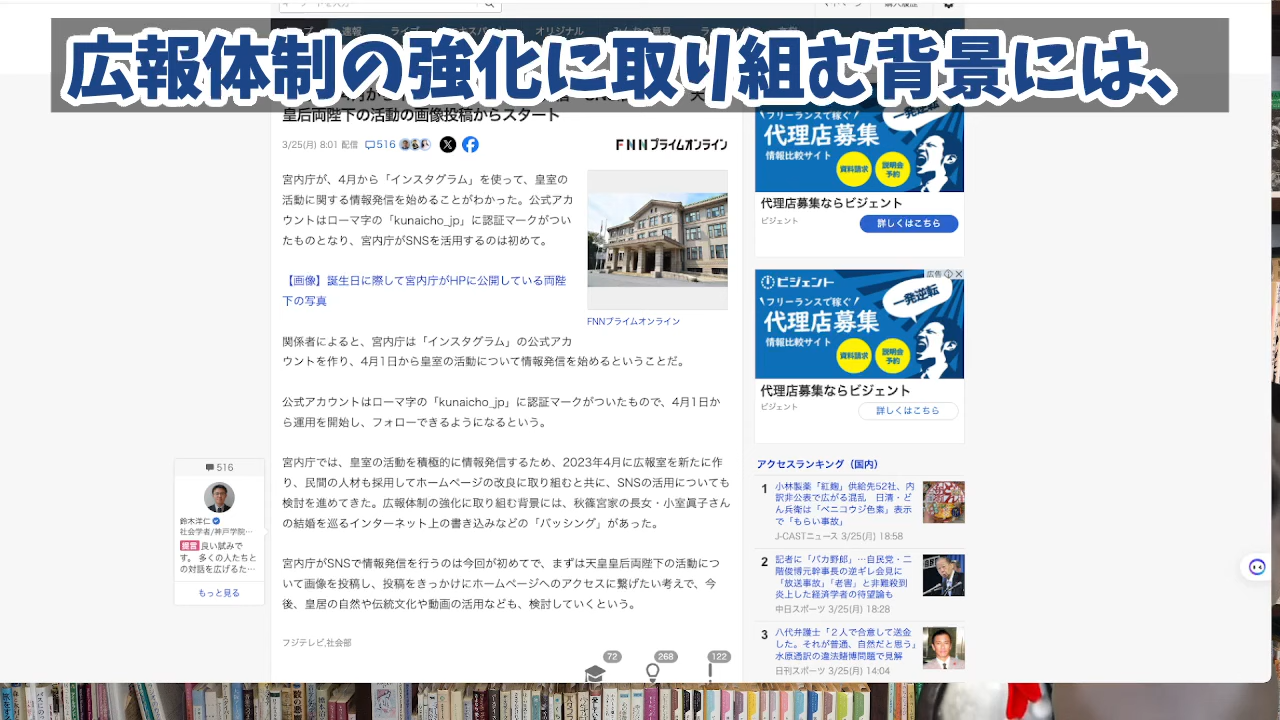 速報
オリジナル
みんなの意見
広報体制の強化に取り組む背景には、
皇后両陛下の活動の画像投稿からスタート
3/25(月) 8:01 配信
516
FNNプライムオンライン
宮内庁が、4月から「インスタグラム」を使って、皇室の
活動に関する情報発信を始めることがわかった。公式アカ
ウントはローマ字の「kunaicho_jp」に認証マークがつい
たものとなり、宮内庁がSNSを活用するのは初めて。
【画像】誕生日に際して宮内庁がHPに公開している両陛
下の写真
FNNプライムオンライン
関係者によると、宮内庁は「インスタグラム」の公式アカ
ウントを作り、4月1日から皇室の活動について情報発信を始めるということだ。
公式アカウントはローマ字の「kunaicho_jp」に認証マークがついたもので、4月1日か
ら運用を開始し、フォローできるようになるという。
宮内庁では、皇室の活動を積極的に情報発信するため、2023年4月に広報室を新たに作
り、民間の人材も採用してホームページの改良に取り組むと共に、SNSの活用についても
検討を進めてきた。広報体制の強化に取り組む背景には、秋篠宮家の長女・小室眞子さん
の結婚を巡るインターネット上の書き込みなどの「バッシング」があった。
宮内庁がSNSで情報発信を行うのは今回が初めてで、まずは天皇皇后両陛下の活動につ
いて画像を投稿し、投稿をきっかけにホームページへのアクセスに繋げたい考えで、今
後、皇居の自然や伝統文化や動画の活用なども、検討していくという。
フジテレビ,社会部
72
268
122
516
鈴木洋仁
社会学者/神戸学院…
提言 良い試みで
す。 多くの人たちと
の対話を広げるた…
もっと見る
フリーランスで稼ぐ
一発逆転
代理店募集
情報比較サイト
資料請求
説明会
予約
代理店募集ならビジェント
ビジェント
詳しくはこちら
広告
ビジェント
フリーランスで稼ぐ
一発逆転
代理店募集
情報比較サイト
資料請求
説明会
予約
代理店募集ならビジェント
ビジェント
詳しくはこちら
アクセスランキング（国内）
1
小林製薬「紅麹」供給先52社、内
訳非公表で広がる混乱 日清・ど
ん兵衛は「ベニコウジ色素」表示
で「もらい事故」
J-CASTニュース 3/25(月) 18:58
2
記者に「バカ野郎」…自民党・二
階俊博元幹事長の逆ギレ会見に
「放送事故」「老害」と非難殺到
炎上した経済学者の待望論も
中日スポーツ 3/25(月) 18:28
3
八代弁護士「２人で合意して送金
した。それが普通、自然だと思う」
水原通訳の違法賭博問題で見解
日刊スポーツ 3/25(月) 14:04